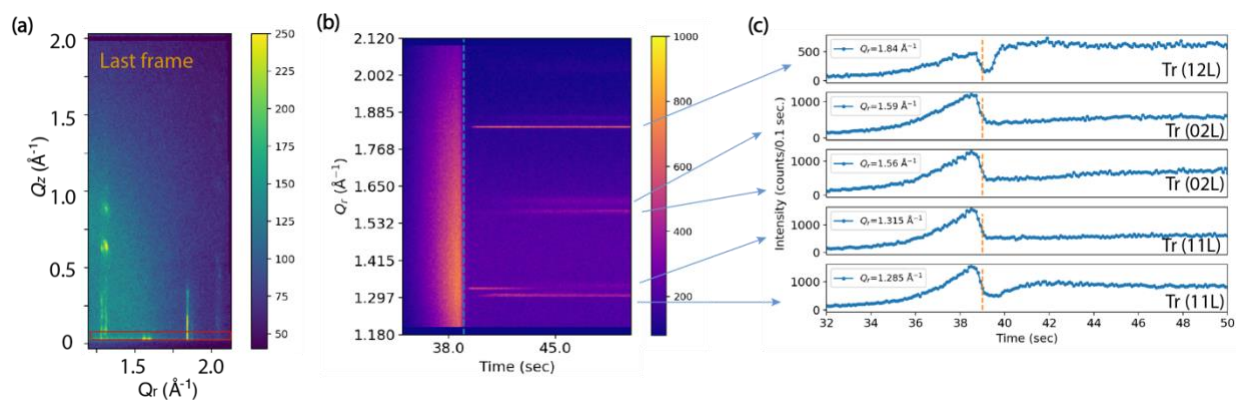 (a)
Last frame
2.0
1.5
1.0
0.5
0
1.5
2.0
Qz (Å⁻¹)
Qr (Å⁻¹)
250
225
200
175
150
125
100
75
50
(b)
2.120
2.002
1.885
1.768
1.650
1.532
1.415
1.297
1.180
Qr (Å⁻¹)
38.0
45.0
Time (sec)
1000
800
600
400
200
(c)
500
0
Qr=1.84 Å⁻¹
Tr (12L)
1000
0
Qr=1.59 Å⁻¹
Tr (02L)
1000
0
Qr=1.56 Å⁻¹
Tr (02L)
1000
0
Qr=1.315 Å⁻¹
Tr (11L)
1000
0
Qr=1.285 Å⁻¹
Tr (11L)
Intensity (counts/0.1 sec.)
32
34
36
38
40
42
44
46
48
50
Time (sec)